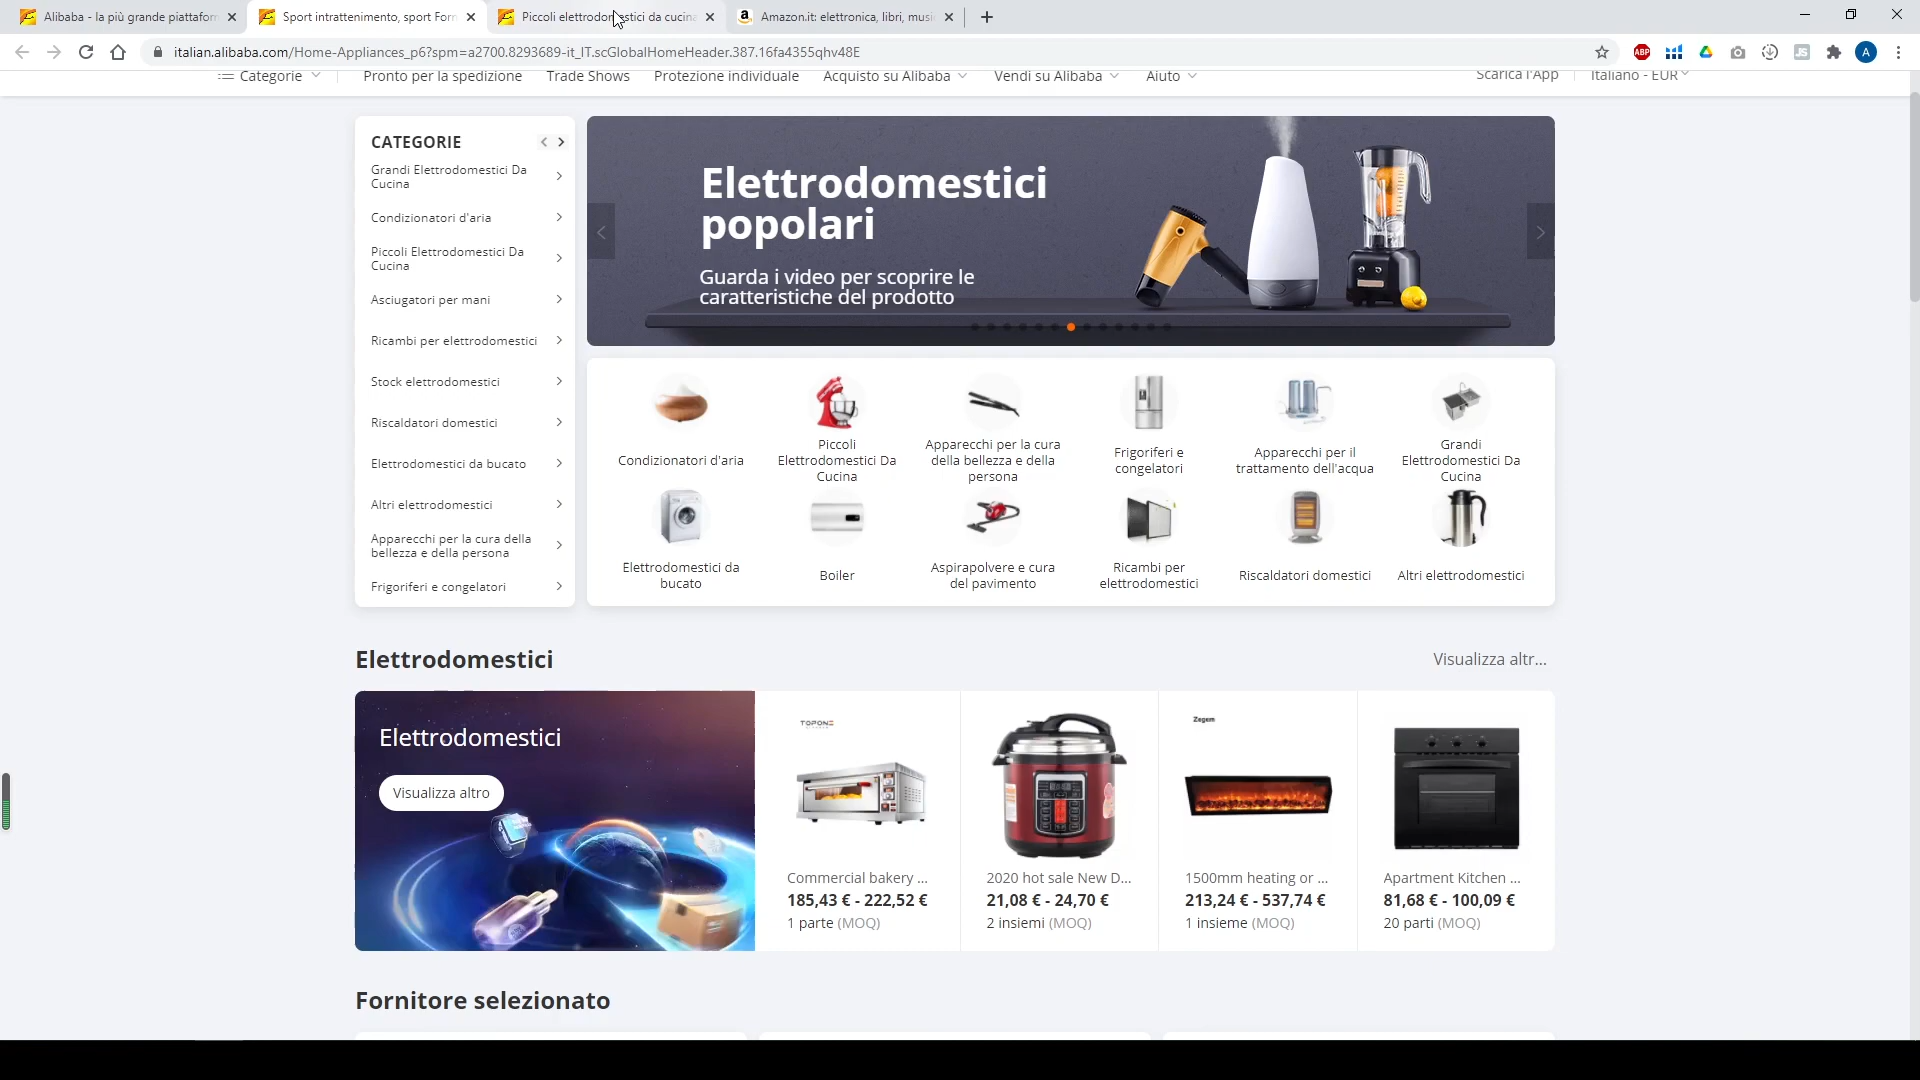 Alibaba - la più grande piattafor
Sport intrattenimento, sport Forn
Piccoli elettrodomestici da cucina
Amazon.it: elettronica, libri, musi
italian.alibaba.com/Home-Appliances_p6?spm=a2700.8293689-it_IT.scGlobalHomeHeader.387.16fa4355qhv48E
ABP
JS
A
Categorie
Pronto per la spedizione
Trade Shows
Protezione individuale
Acquisto su Alibaba
Vendi su Alibaba
Aiuto
Scarica l'App
Italiano - EUR
CATEGORIE
Grandi Elettrodomestici Da
Cucina
Condizionatori d'aria
Piccoli Elettrodomestici Da
Cucina
Asciugatori per mani
Ricambi per elettrodomestici
Stock elettrodomestici
Riscaldatori domestici
Elettrodomestici da bucato
Altri elettrodomestici
Apparecchi per la cura della
bellezza e della persona
Frigoriferi e congelatori
Elettrodomestici
popolari
Guarda i video per scoprire le
caratteristiche del prodotto
Condizionatori d'aria
Piccoli
Elettrodomestici Da
Cucina
Apparecchi per la cura
della bellezza e della
persona
Frigoriferi e
congelatori
Apparecchi per il
trattamento dell'acqua
Grandi
Elettrodomestici Da
Cucina
Elettrodomestici da
bucato
Boiler
Aspirapolvere e cura
del pavimento
Ricambi per
elettrodomestici
Riscaldatori domestici
Altri elettrodomestici
Elettrodomestici
Visualizza altr...
Elettrodomestici
Visualizza altro
TOPONE
Commercial bakery ...
185,43 € - 222,52 €
1 parte (MOQ)
2020 hot sale New D...
21,08 € - 24,70 €
2 insiemi (MOQ)
Zegem
1500mm heating or ...
213,24 € - 537,74 €
1 insieme (MOQ)
Apartment Kitchen ...
81,68 € - 100,09 €
20 parti (MOQ)
Fornitore selezionato